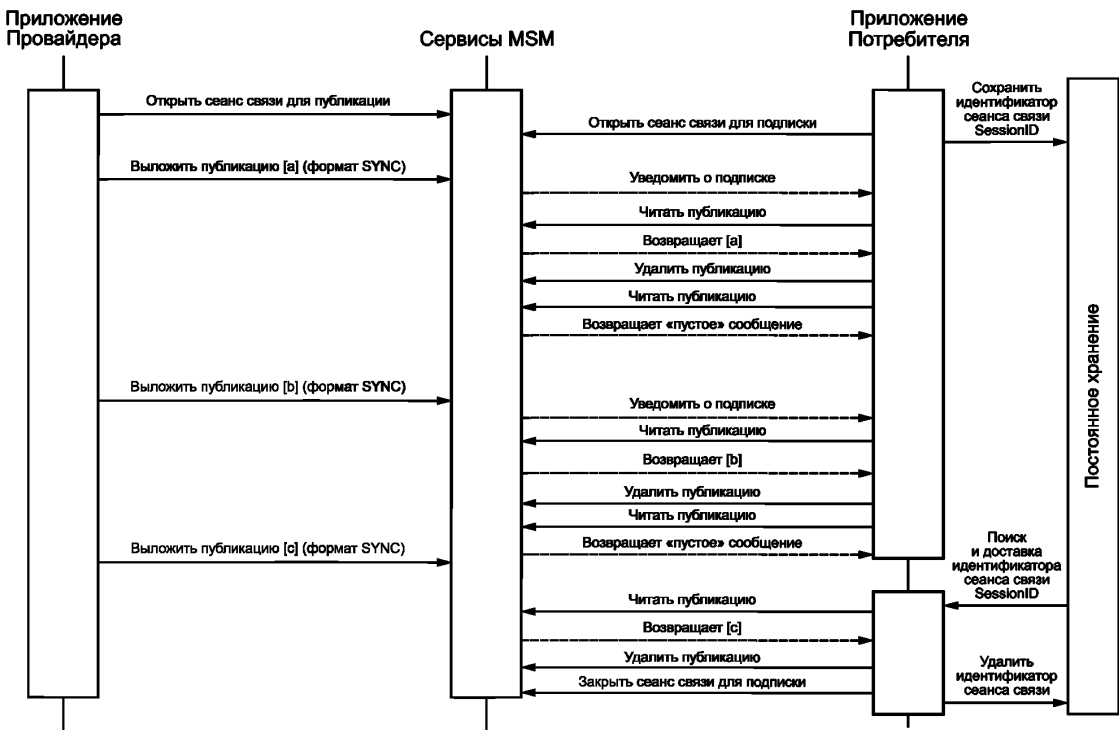 Приложение
Провайдера
Сервисы MSM
Приложение
Потребителя
Открыть сеанс связи для публикации
Сохранить
идентификатор
сеанса связи
SessionID
Открыть сеанс связи для подписки
Выложить публикацию [a] (формат SYNC)
Уведомить о подписке
Читать публикацию
Возвращает [a]
Удалить публикацию
Читать публикацию
Возвращает «пустое» сообщение
Выложить публикацию [b] (формат SYNC)
Уведомить о подписке
Читать публикацию
Возвращает [b]
Удалить публикацию
Читать публикацию
Выложить публикацию [c] (формат SYNC)
Возвращает «пустое» сообщение
Постоянное хранение
Поиск
и доставка
идентификатора
сеанса связи
SessionID
Читать публикацию
Возвращает [c]
Удалить публикацию
Закрыть сеанс связи для подписки
Удалить
идентификатор
сеанса связи